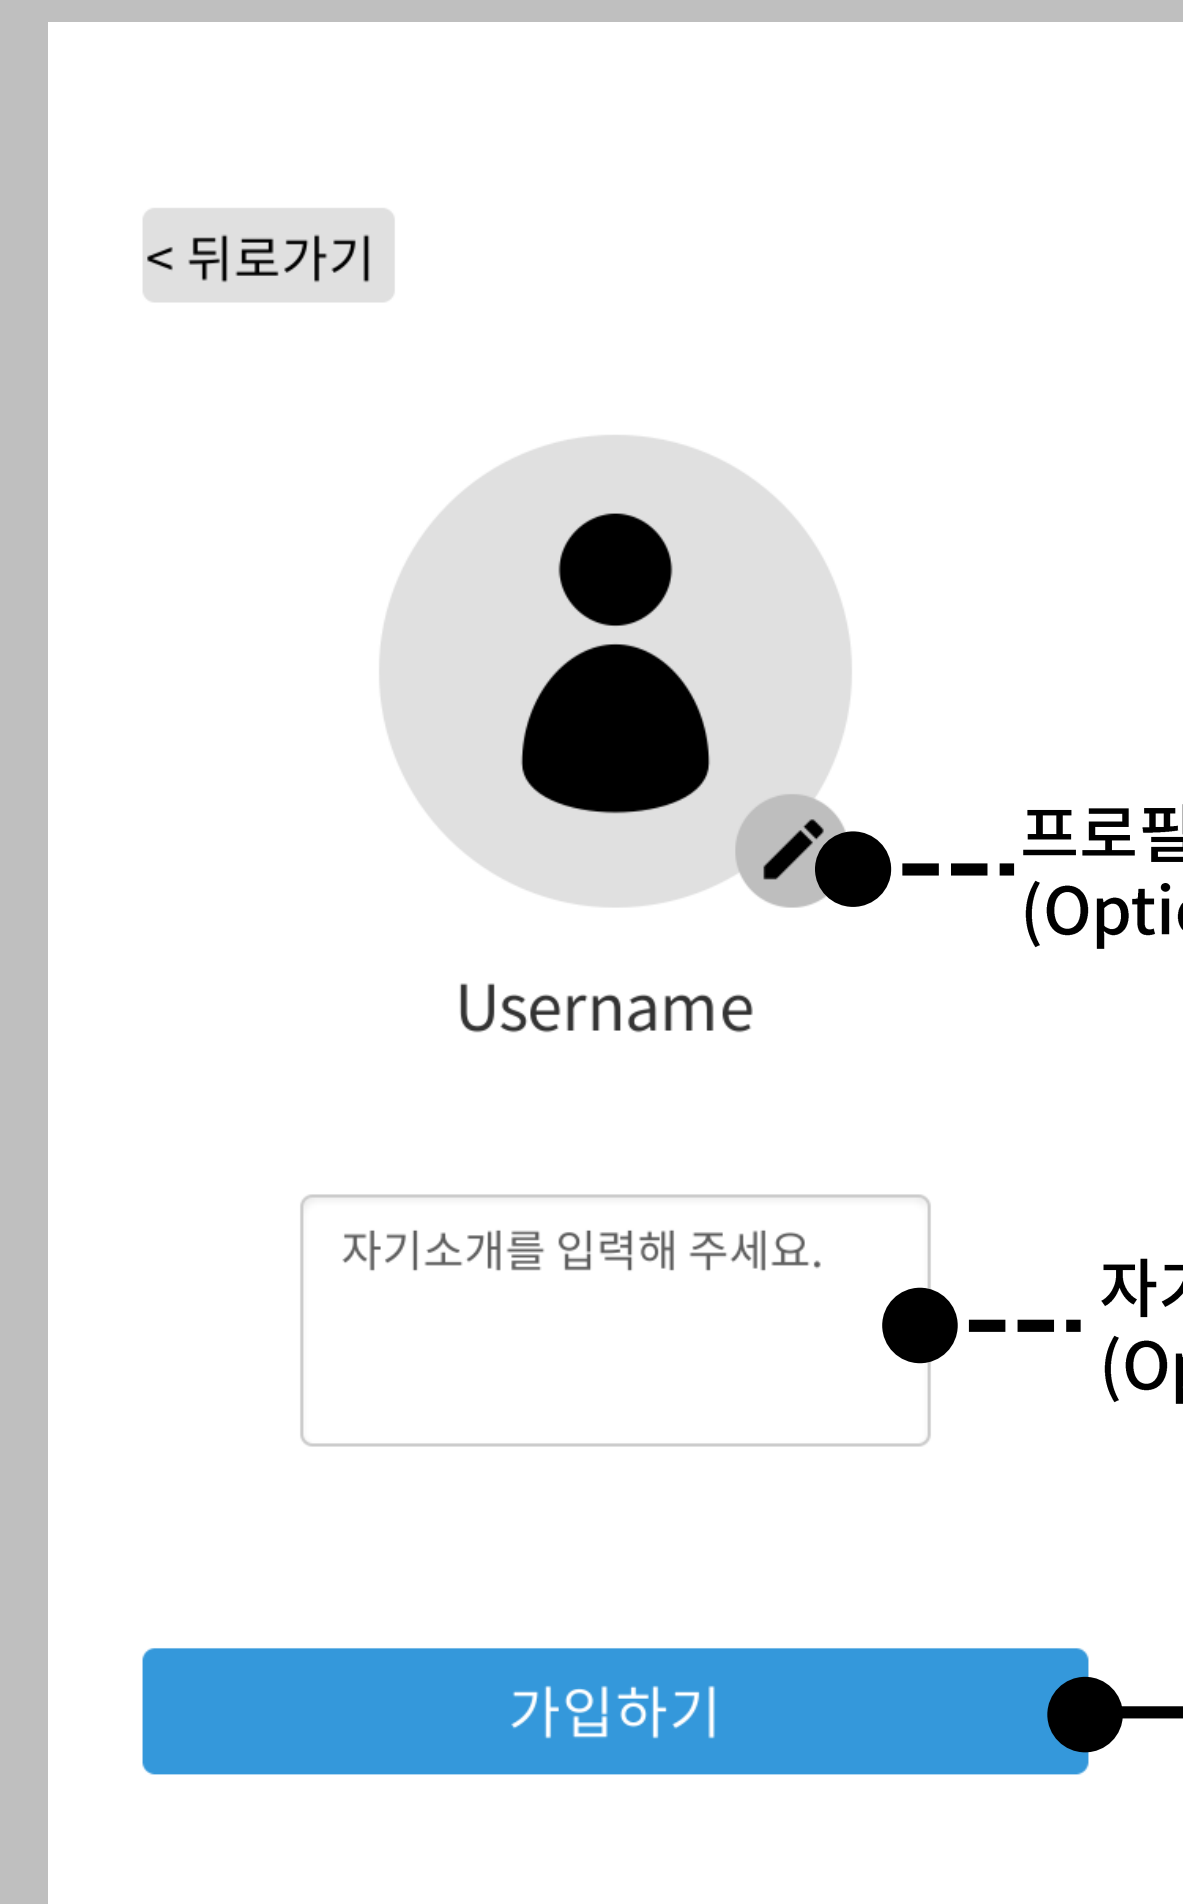 < 뒤로가기
프로필
(Optio
Username
자기소개를 입력해 주세요.
자기
(Op
가입하기